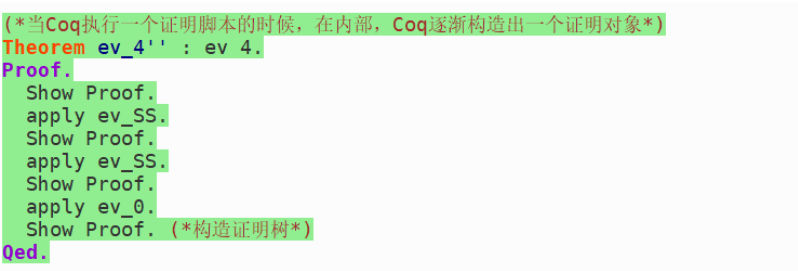 (*当Coq执行一个证明脚本的时候，在内部，Coq逐渐构造出一个证明对象*)
Theorem ev_4'' : ev 4.
Proof.
  Show Proof.
  apply ev_SS.
  Show Proof.
  apply ev_SS.
  Show Proof.
  apply ev_0.
  Show Proof. (*构造证明树*)
Qed.